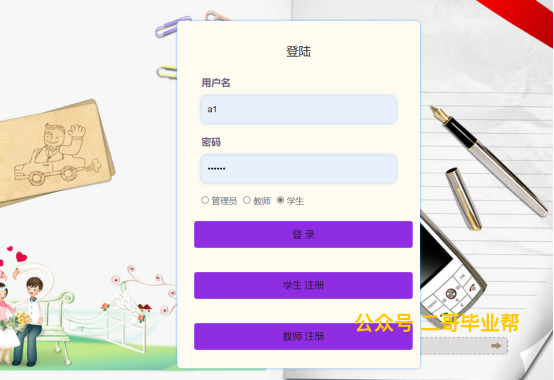 登陆
用户名
a1
密码
••••••
管理员 教师 学生
登 录
学生 注册
教师 注册
公众号 二哥毕业帮